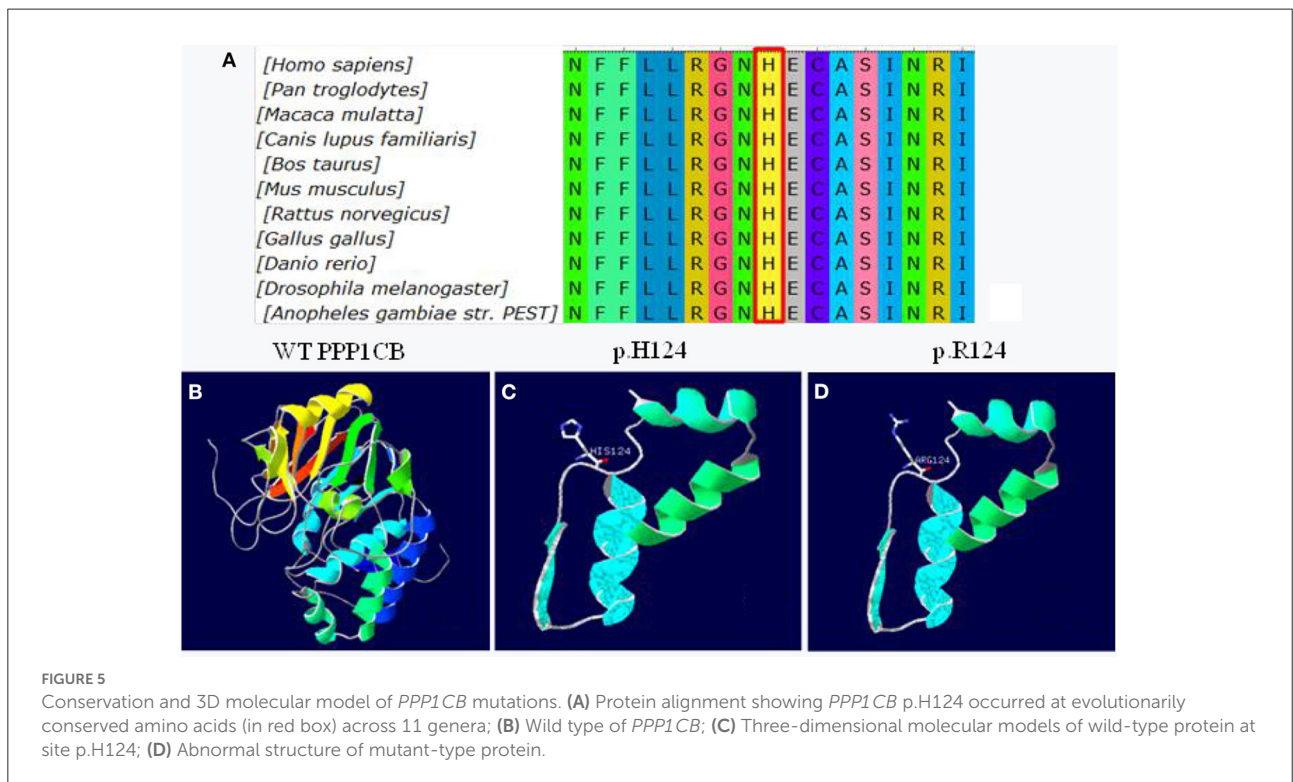 A
[Homo sapiens] N F F L L R G N H E C A S I N R I
[Pan troglodytes] N F F L L R G N H E C A S I N R I
[Macaca mulatta] N F F L L R G N H E C A S I N R I
[Canis lupus familiaris] N F F L L R G N H E C A S I N R I
[Bos taurus] N F F L L R G N H E C A S I N R I
[Mus musculus] N F F L L R G N H E C A S I N R I
[Rattus norvegicus] N F F L L R G N H E C A S I N R I
[Gallus gallus] N F F L L R G N H E C A S I N R I
[Danio rerio] N F F L L R G N H E C A S I N R I
[Drosophila melanogaster] N F F L L R G N H E C A S I N R I
[Anopheles gambiae str. PEST] N F F L L R G N H E C A S I N R I
WT PPP1CB p.H124 p.R124
B C D
HIS124 ARG124
FIGURE 5
Conservation and 3D molecular model of PPP1CB mutations. (A) Protein alignment showing PPP1CB p.H124 occurred at evolutionarily
conserved amino acids (in red box) across 11 genera; (B) Wild type of PPP1CB; (C) Three-dimensional molecular models of wild-type protein at
site p.H124; (D) Abnormal structure of mutant-type protein.